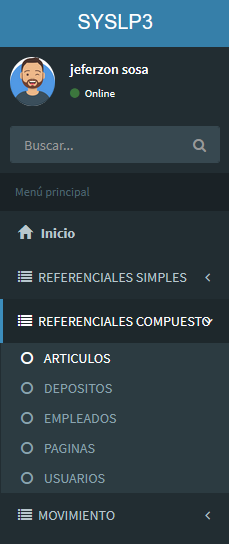 SYSLP3
jeferzon sosa
Online
Buscar...
Menú principal
Inicio
REFERENCIALES SIMPLES
REFERENCIALES COMPUESTO
ARTICULOS
DEPOSITOS
EMPLEADOS
PAGINAS
USUARIOS
MOVIMIENTO